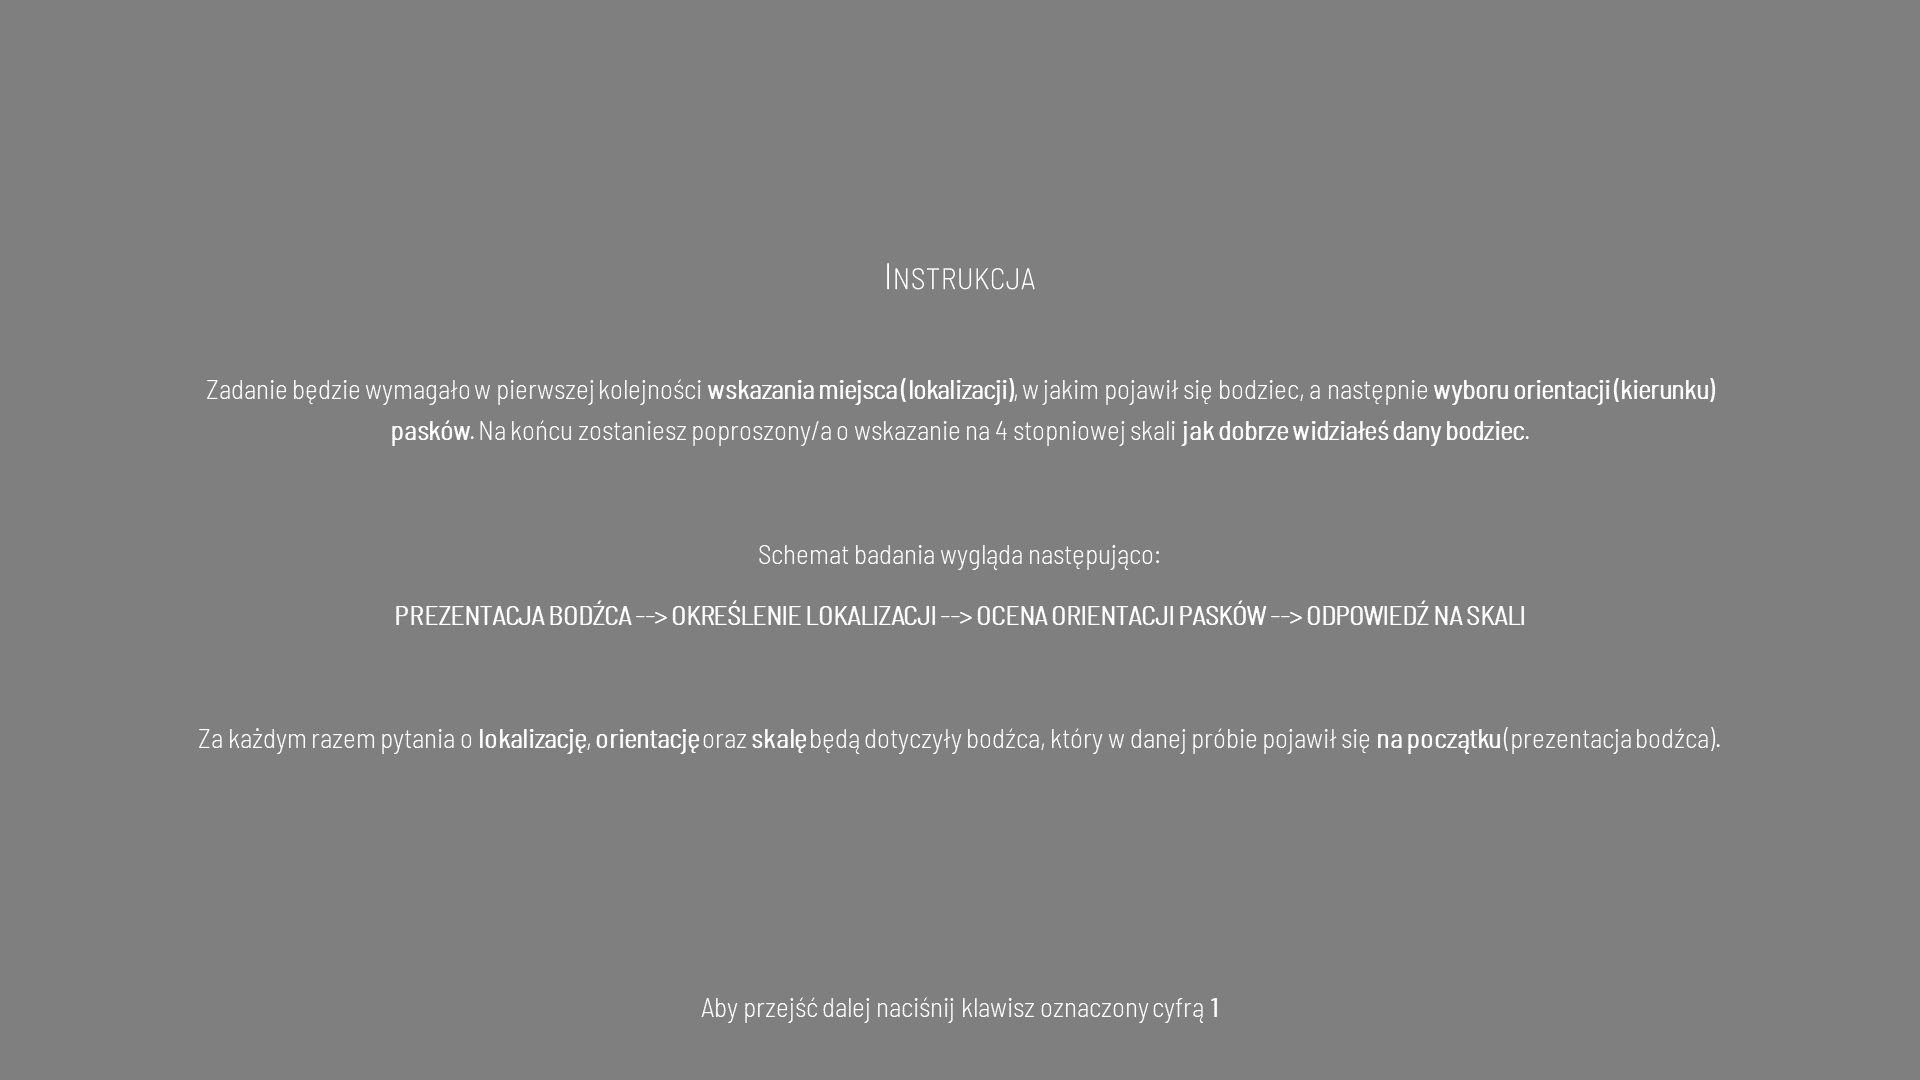 INSTRUKCJA
Zadanie będzie wymagało w pierwszej kolejności wskazania miejsca (lokalizacji), w jakim pojawił się bodziec, a następnie wyboru orientacji (kierunku)
pasków. Na końcu zostaniesz poproszony/a o wskazanie na 4 stopniowej skali jak dobrze widziałeś dany bodziec.
Schemat badania wygląda następująco:
PREZENTACJA BODŹCA --> OKREŚLENIE LOKALIZACJI --> OCENA ORIENTACJI PASKÓW --> ODPOWIEDŹ NA SKALI
Za każdym razem pytania o lokalizację, orientację oraz skalę będą dotyczyły bodźca, który w danej próbie pojawił się na początku (prezentacja bodźca).
Aby przejść dalej naciśnij klawisz oznaczony cyfrą 1